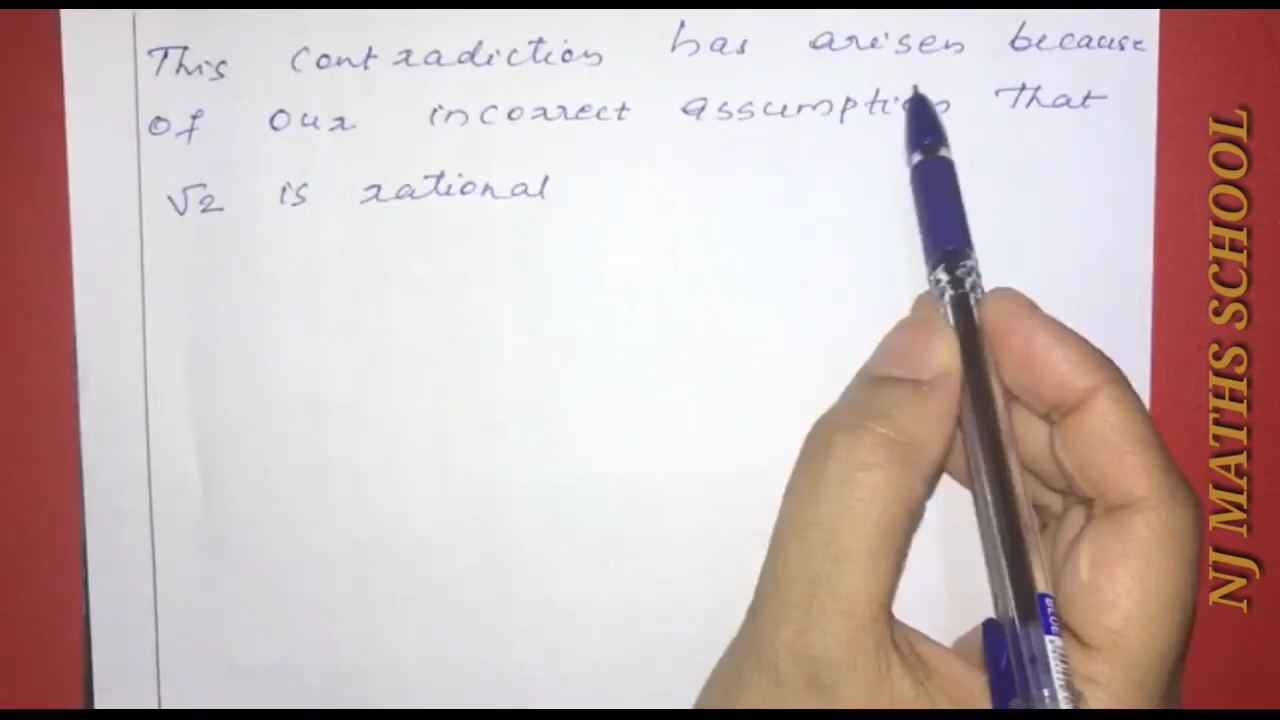 This contradiction has arisen because
of our incorrect assumption that
√2 is rational
NJ MATHS SCHOOL